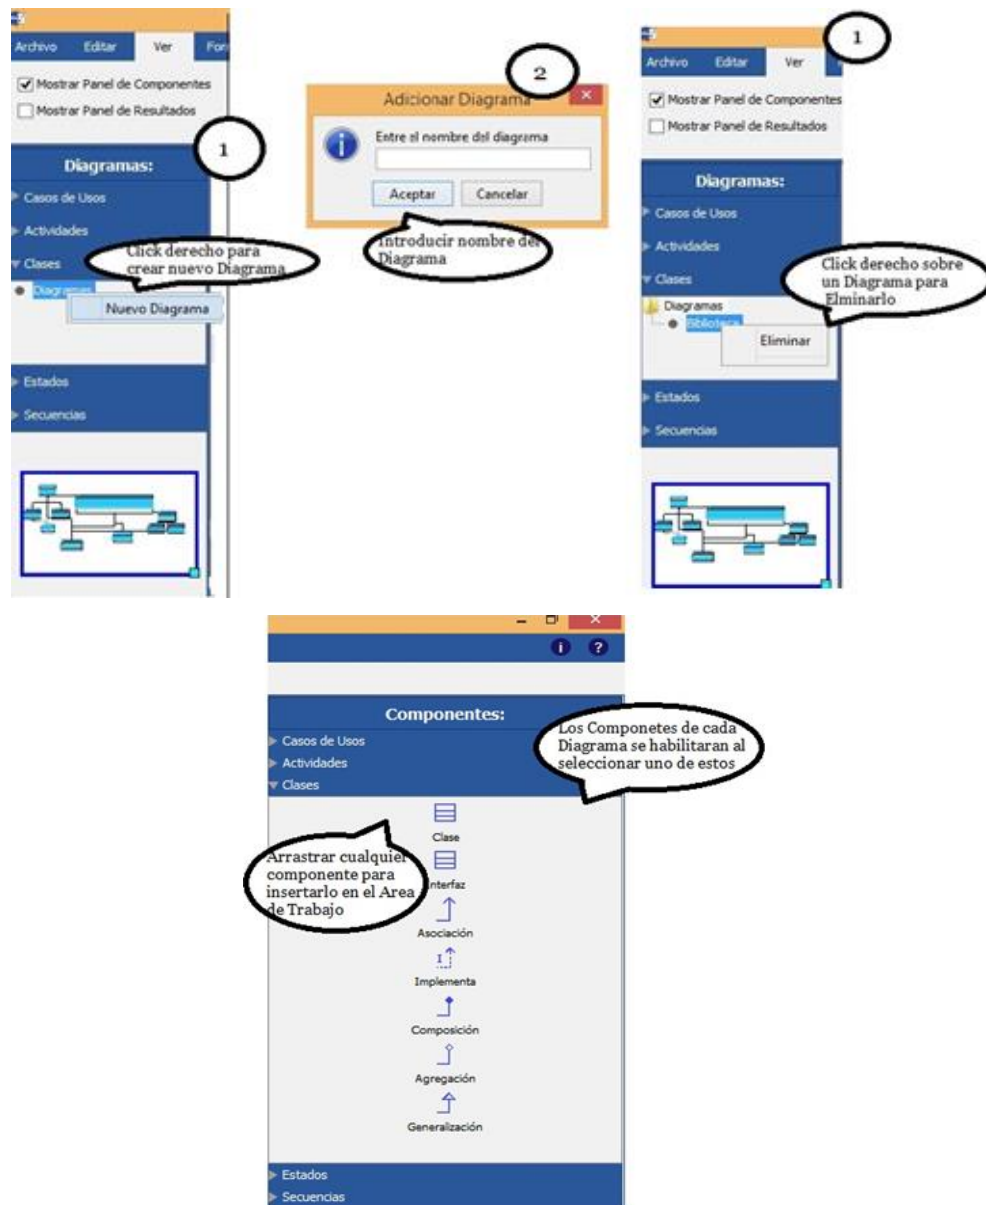 Archivo Editar Ver For
Mostrar Panel de Componentes
Mostrar Panel de Resultados
1
Diagramas:
Casos de Usos
Actividades
Click derecho para
crear nuevo Diagrama
Clases
Diagramas
Nuevo Diagrama
Estados
Secuencias
2
Adicionar Diagrama
Entre el nombre del diagrama
Aceptar Cancelar
Introducir nombre del
Diagrama
1
Archivo Editar Ver
Mostrar Panel de Componentes
Mostrar Panel de Resultados
Diagramas:
Casos de Usos
Actividades
Clases
Click derecho sobre
un Diagrama para
Elminarlo
Diagramas
Biblioteca
Eliminar
Estados
Secuencias
Componentes:
Casos de Usos
Actividades
Clases
Los Componetes de cada
Diagrama se habilitaran al
seleccionar uno de estos
Clase
Arrastrar cualquier
componente para
insertarlo en el Area
de Trabajo
nterfaz
Asociación
Implementa
Composición
Agregación
Generalización
Estados
Secuencias